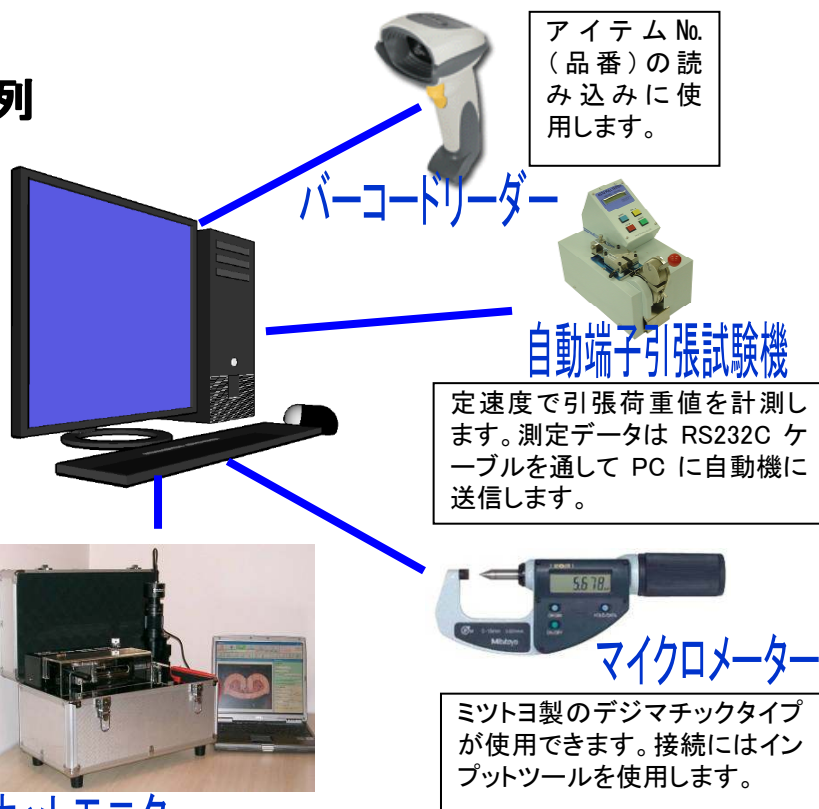 列
アイテム№
(品番)の読
み込みに使
用します。
バーコードリーダー
自動端子引張試験機
定速度で引張荷重値を計測し
ます。測定データは RS232C ケ
ーブルを通して PC に自動機に
送信します。
5.678
Mitutoyo
マイクロメーター
ミツトヨ製のデジマチックタイプ
が使用できます。接続にはイン
プットツールを使用します。
ットモニタ